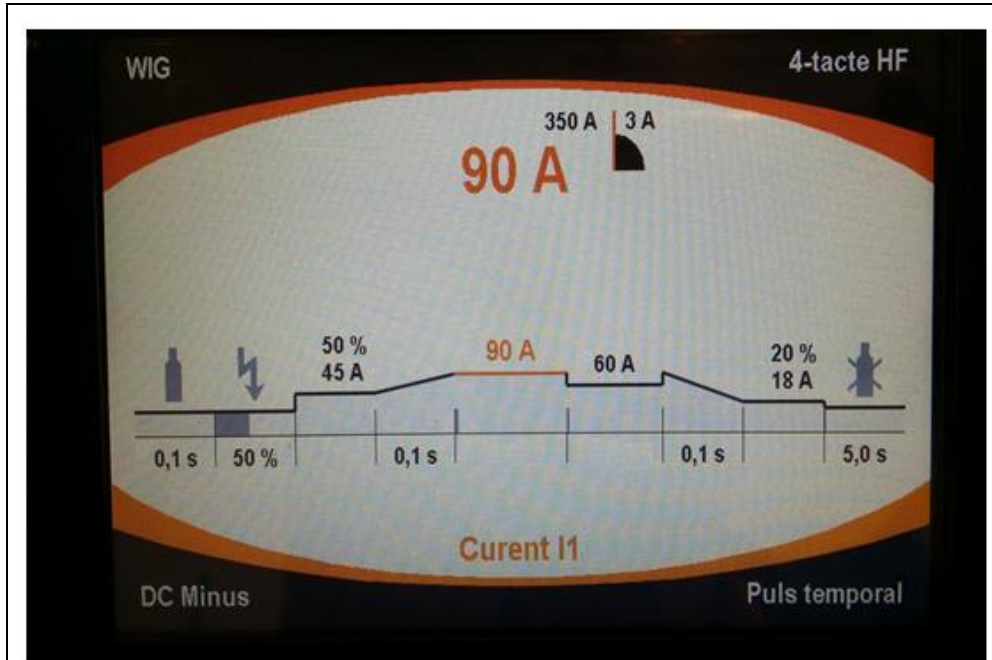 WIG
4-tacte HF
350 A 3 A
90 A
50 %
45 A
90 A
60 A
20 %
18 A
0,1 s
50 %
0,1 s
0,1 s
5,0 s
Curent I1
DC Minus
Puls temporal